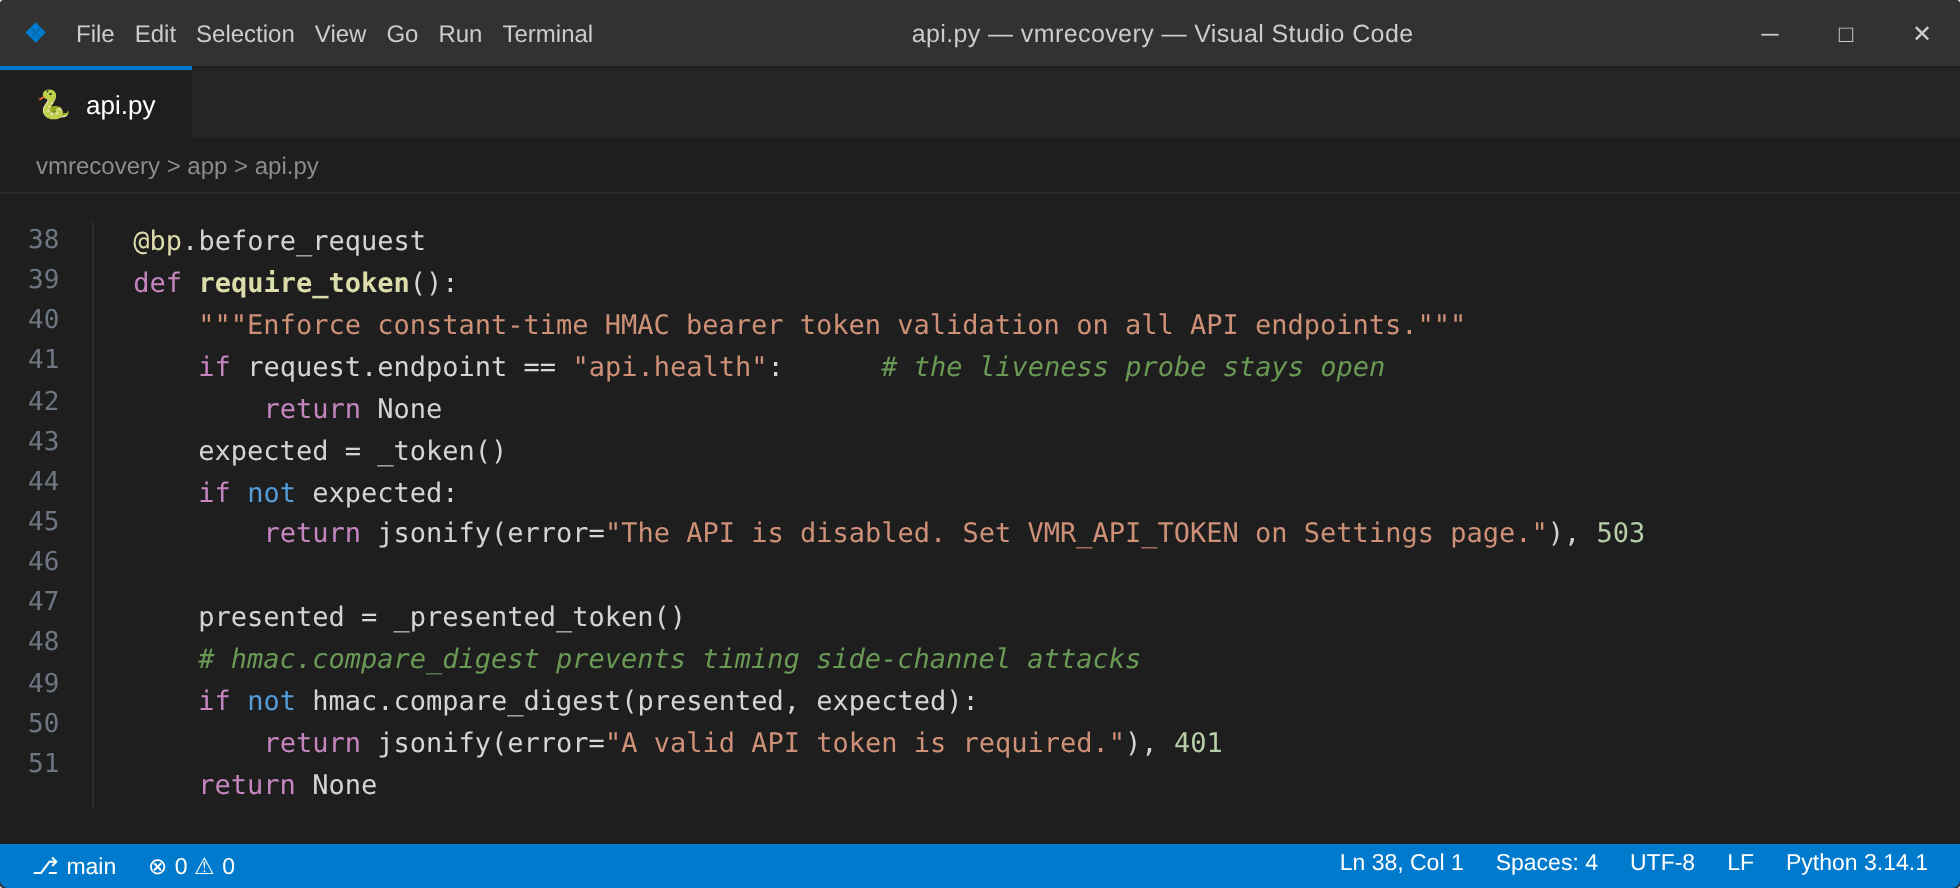 File Edit Selection View Go Run Terminal api.py — vmrecovery — Visual Studio Code
api.py
vmrecovery > app > api.py
38 @bp.before_request
39 def require_token():
40 """Enforce constant-time HMAC bearer token validation on all API endpoints."""
41 if request.endpoint == "api.health": # the liveness probe stays open
42 return None
43 expected = _token()
44 if not expected:
45 return jsonify(error="The API is disabled. Set VMR_API_TOKEN on Settings page."), 503
46
47 presented = _presented_token()
48 # hmac.compare_digest prevents timing side-channel attacks
49 if not hmac.compare_digest(presented, expected):
50 return jsonify(error="A valid API token is required."), 401
51 return None
main 0 0 Ln 38, Col 1 Spaces: 4 UTF-8 LF Python 3.14.1